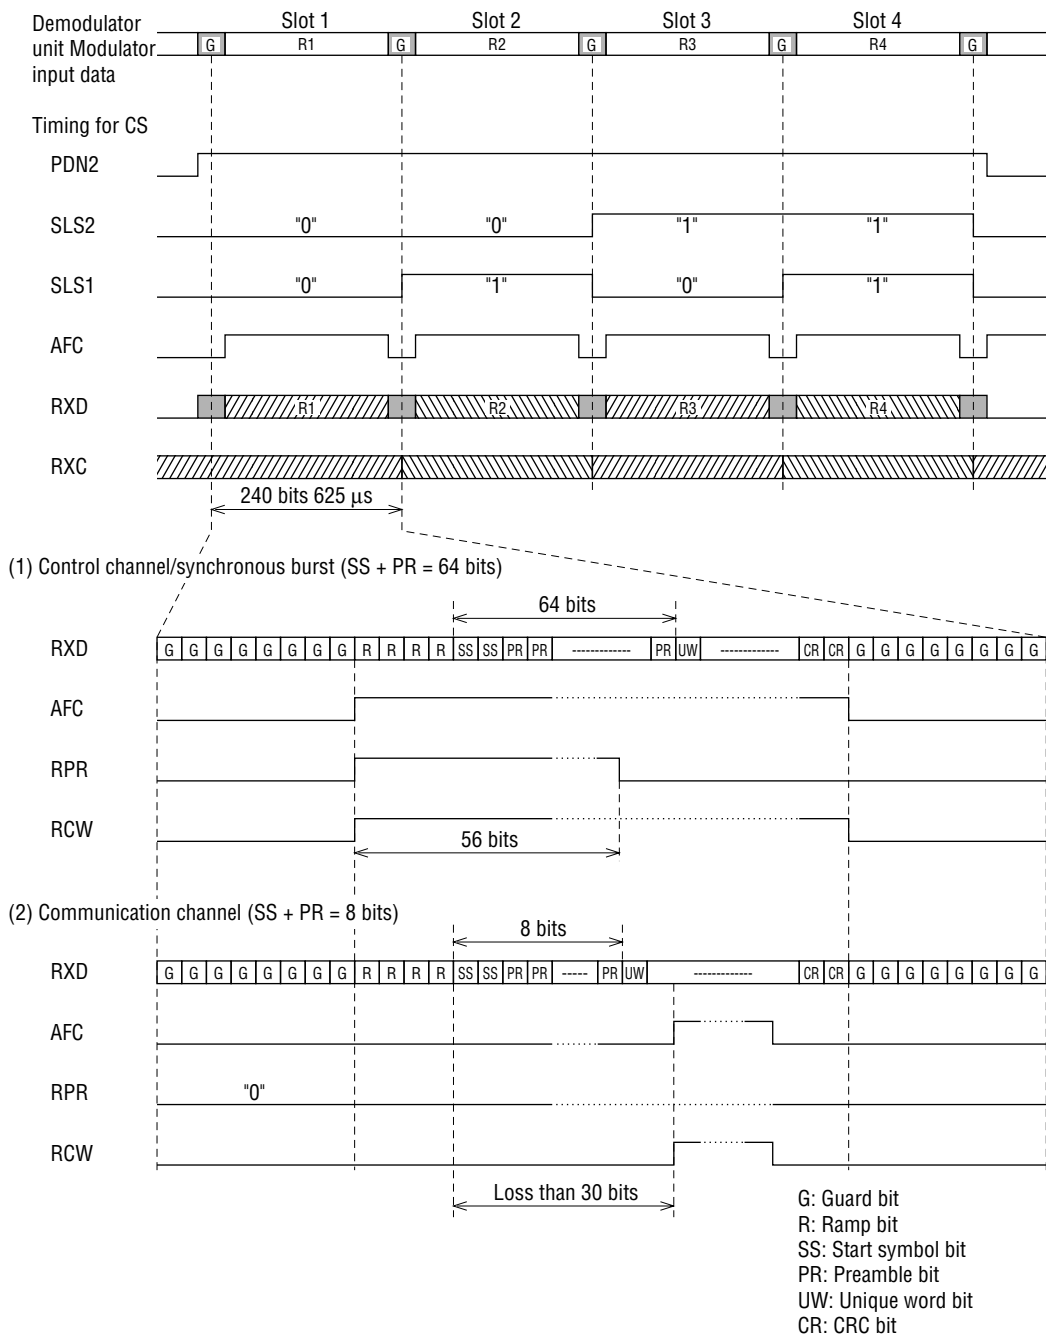 Demodulator
unit Modulator
input data
Slot 1 Slot 2 Slot 3 Slot 4
G R1 G R2 G R3 G R4 G
Timing for CS
PDN2
SLS2 "0" "0" "1" "1"
SLS1 "0" "1" "0" "1"
AFC
RXD R1 R2 R3 R4
RXC
240 bits 625 μs
(1) Control channel/synchronous burst (SS + PR = 64 bits)
64 bits
RXD G G G G G G G G R R R R SS SS PR PR ------------- PR UW ------------- CR CR G G G G G G G G
AFC
RPR
RCW
56 bits
(2) Communication channel (SS + PR = 8 bits)
8 bits
RXD G G G G G G G G R R R R SS SS PR PR ----- PR UW ------------- CR CR G G G G G G G G
AFC
RPR "0"
RCW
Loss than 30 bits
G: Guard bit
R: Ramp bit
SS: Start symbol bit
PR: Preamble bit
UW: Unique word bit
CR: CRC bit